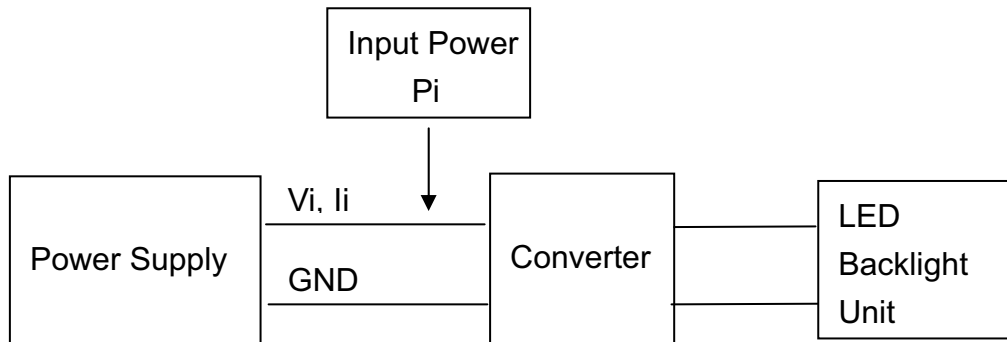 Input Power
Pi
Vi, Ii
GND
Power Supply
Converter
LED
Backlight
Unit